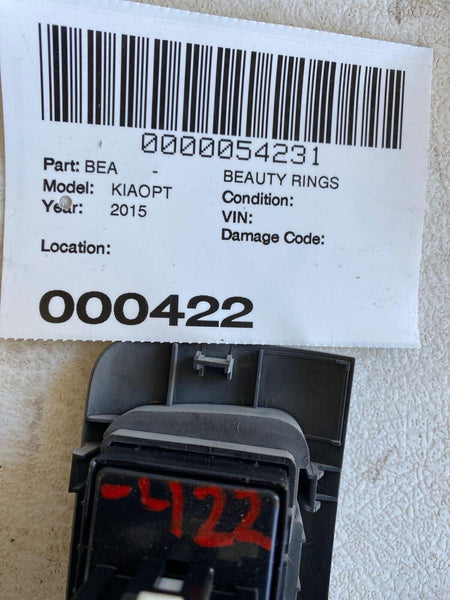 0000054231
Part: BEA - BEAUTY RINGS
Model: KIAOPT Condition:
Year: 2015 VIN:
Damage Code:
Location:
000422
-422